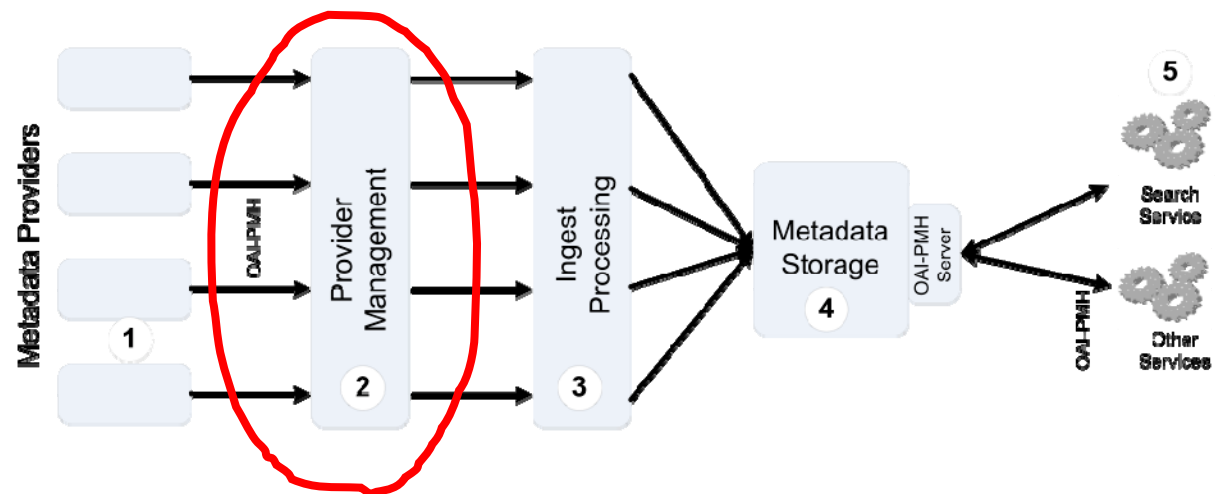 Metadata Providers
1
OAI-PMH
Provider
Management
2
Ingest
Processing
3
Metadata
Storage
4
OAI-PMH
Server
5
Search
Service
OAI-PMH
Other
Services